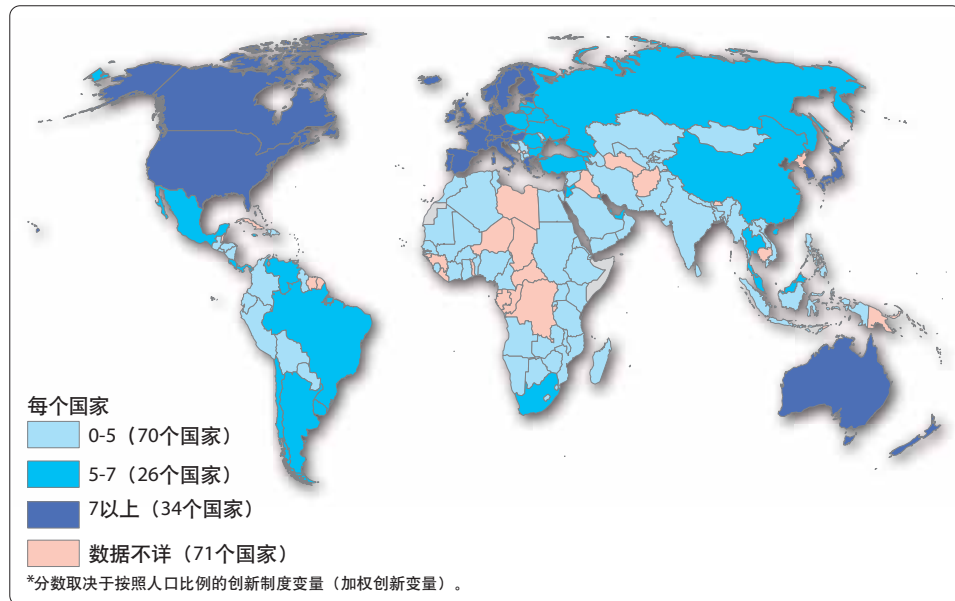 每个国家
0-5（70个国家）
5-7（26个国家）
7以上（34个国家）
数据不详（71个国家）
*分数取决于按照人口比例的创新制度变量（加权创新变量）。